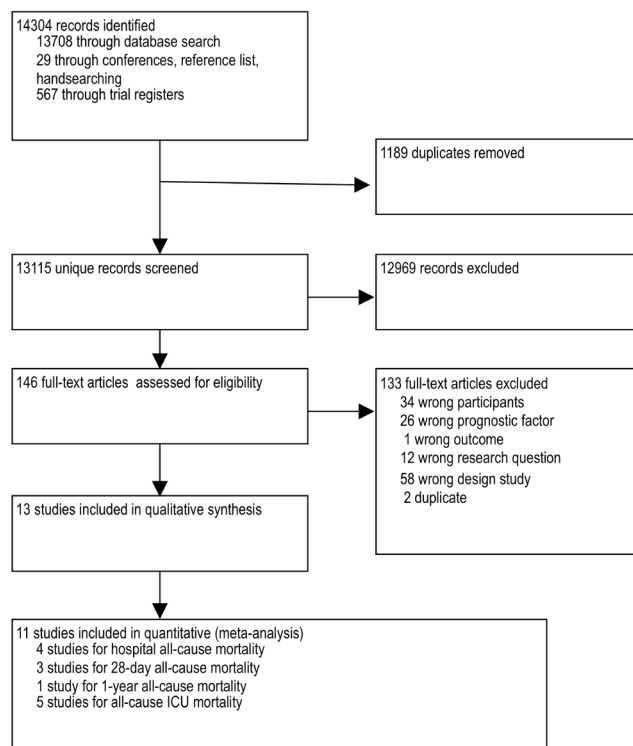 14304 records identified
13708 through database search
29 through conferences, reference list,
handsearching
567 through trial registers
1189 duplicates removed
13115 unique records screened
12969 records excluded
146 full-text articles assessed for eligibility
133 full-text articles excluded
34 wrong participants
26 wrong prognostic factor
1 wrong outcome
12 wrong research question
58 wrong design study
2 duplicate
13 studies included in qualitative synthesis
11 studies included in quantitative (meta-analysis)
4 studies for hospital all-cause mortality
3 studies for 28-day all-cause mortality
1 study for 1-year all-cause mortality
5 studies for all-cause ICU mortality